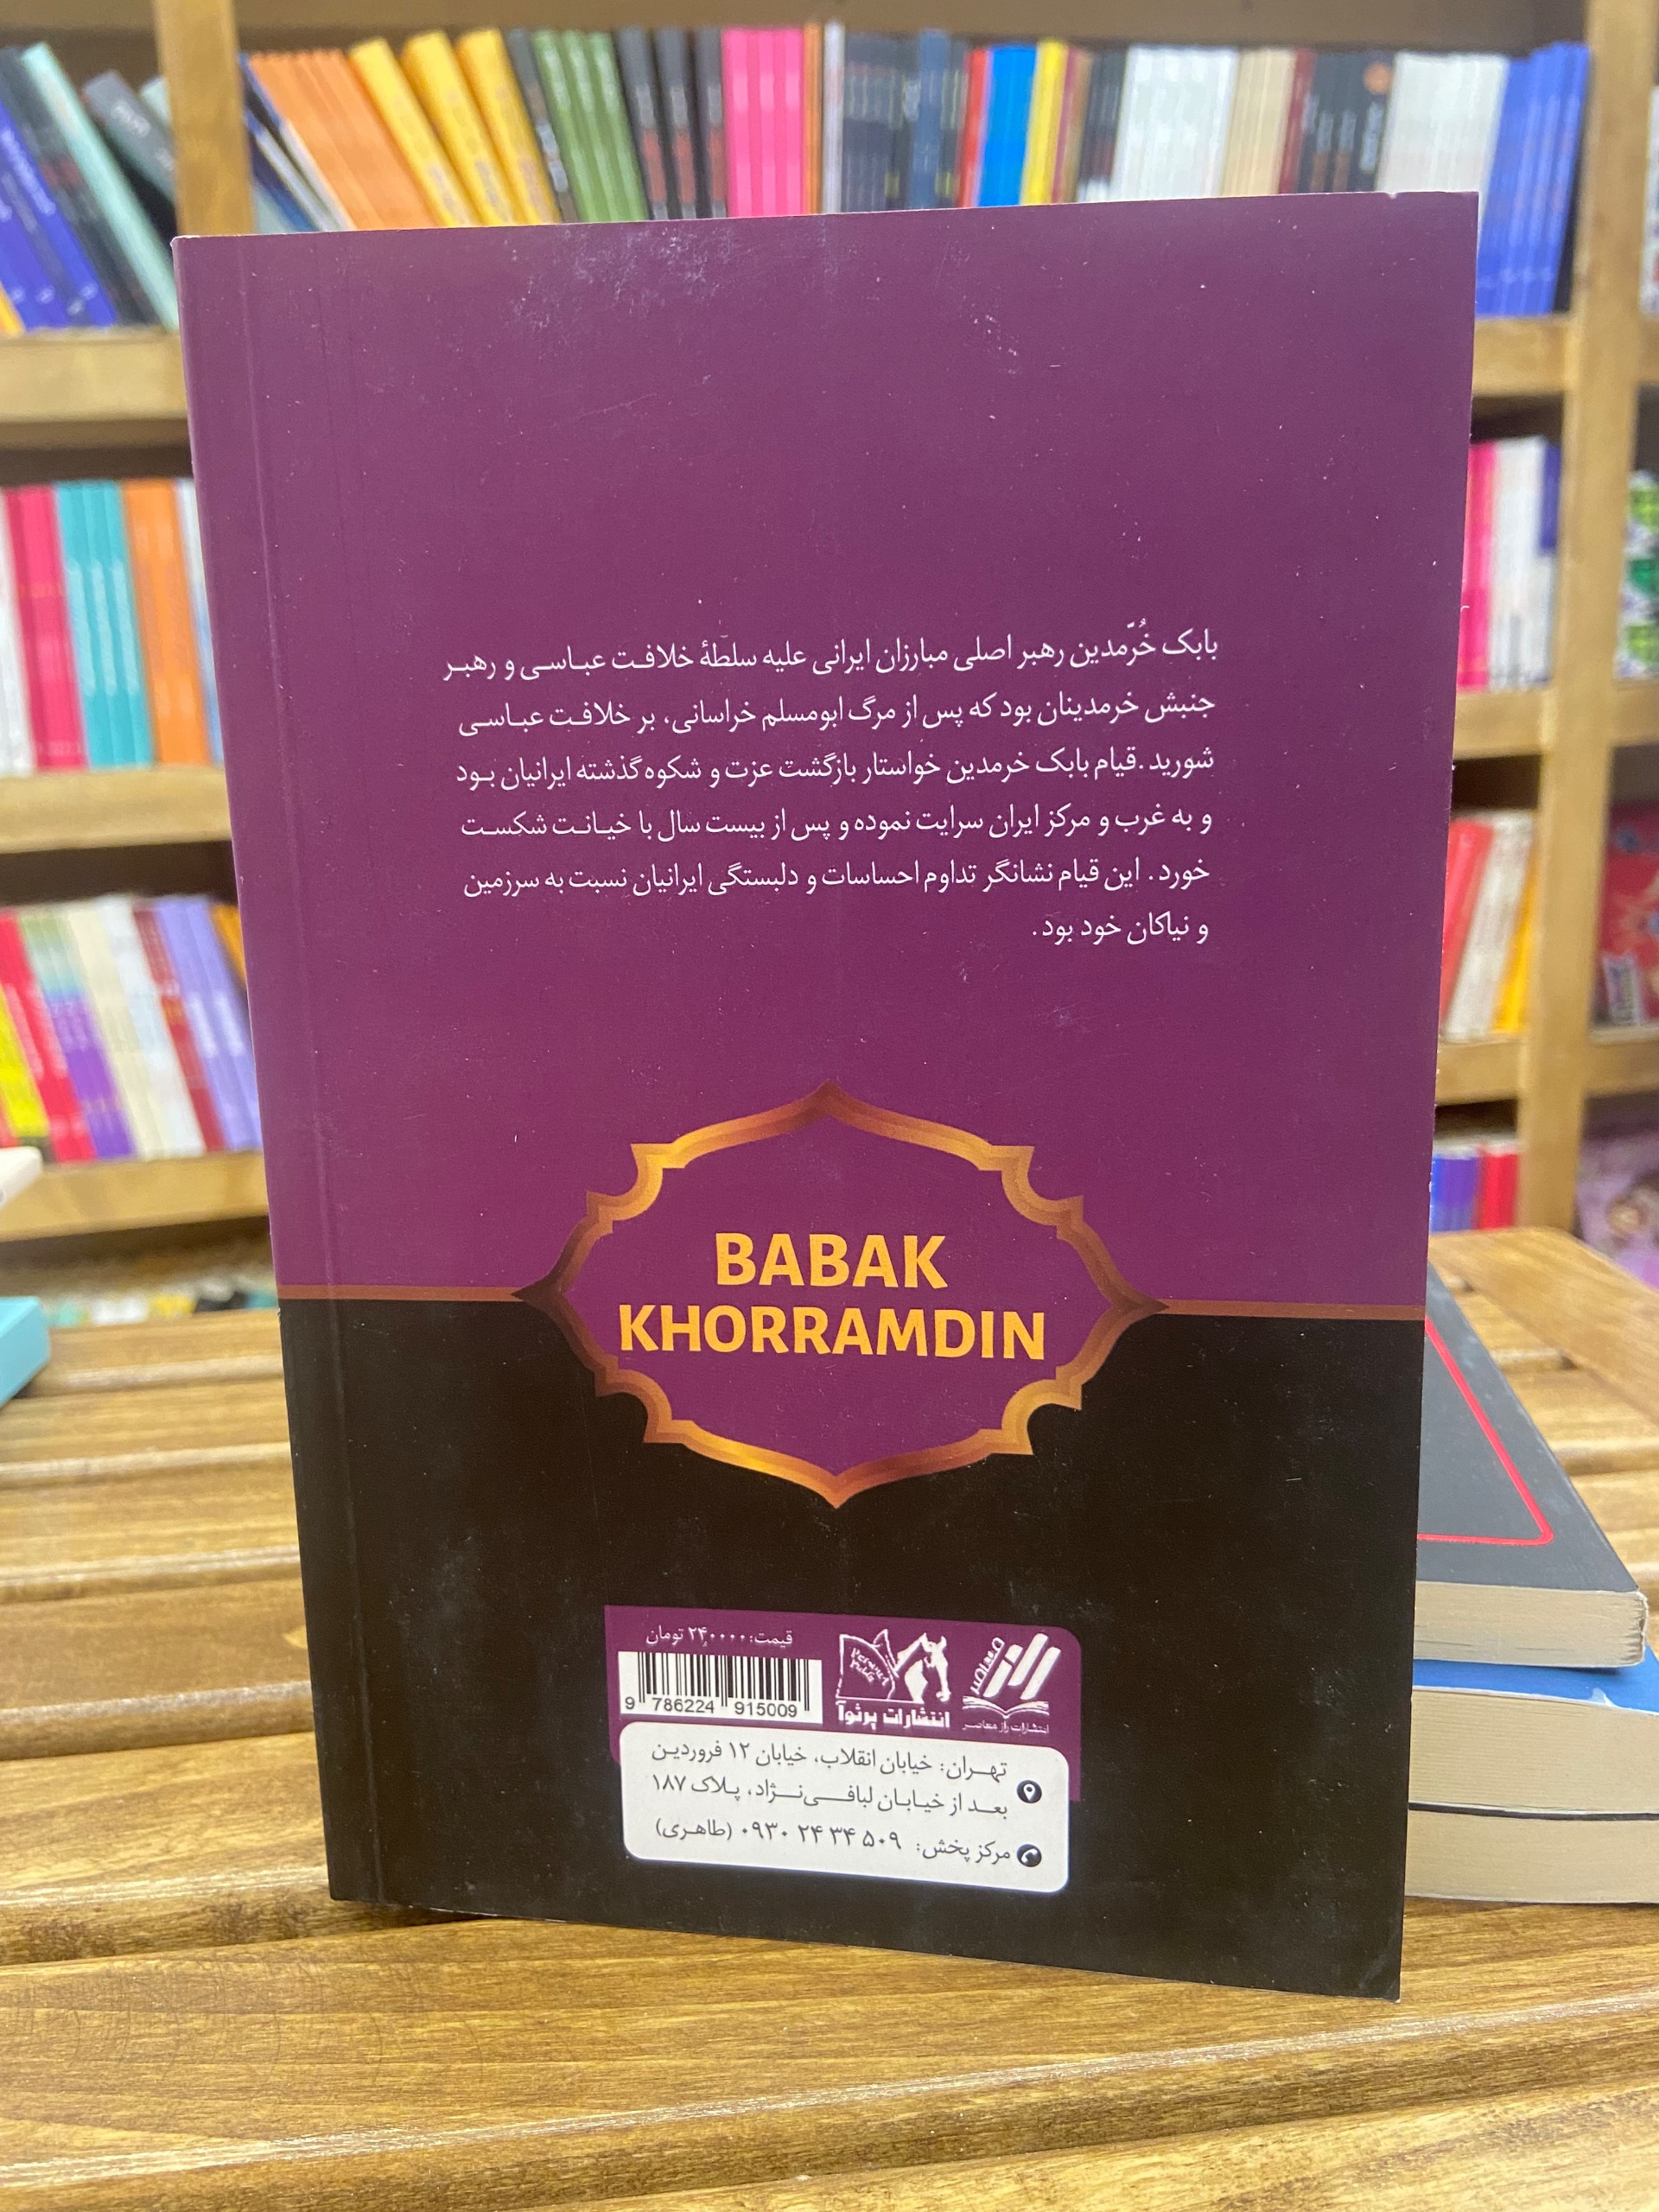 بابک خُرّمدین رهبر اصلی مبارزان ایرانی علیه سلطۀ خلافت عباسی و رهبر
جنبش خرمدینان بود که پس از مرگ ابومسلم خراسانی، بر خلافت عباسی
شورید .قیام بابک خرمدین خواستار بازگشت عزت و شکوه گذشته ایرانیان بود
و به غرب و مرکز ایران سرایت نموده و پس از بیست سال با خیانت شکست
خورد . این قیام نشانگر تداوم احساسات و دلبستگی ایرانیان نسبت به سرزمین
و نیاکان خود بود .
BABAK
KHORRAMDIN
قیمت: ۲۴۰۰۰۰ تومان
9 786224 915009
انتشارات پرثوآ
راز معاصر
انتشارات راز معاصر
تهران: خیابان انقلاب، خیابان ۱۲ فروردین
بعد از خیابان لبافی‌نژاد، پلاک ۱۸۷
مرکز پخش: ۵۰۹ ۳۴ ۲۴ ۰۹۳۰ (طاهری)